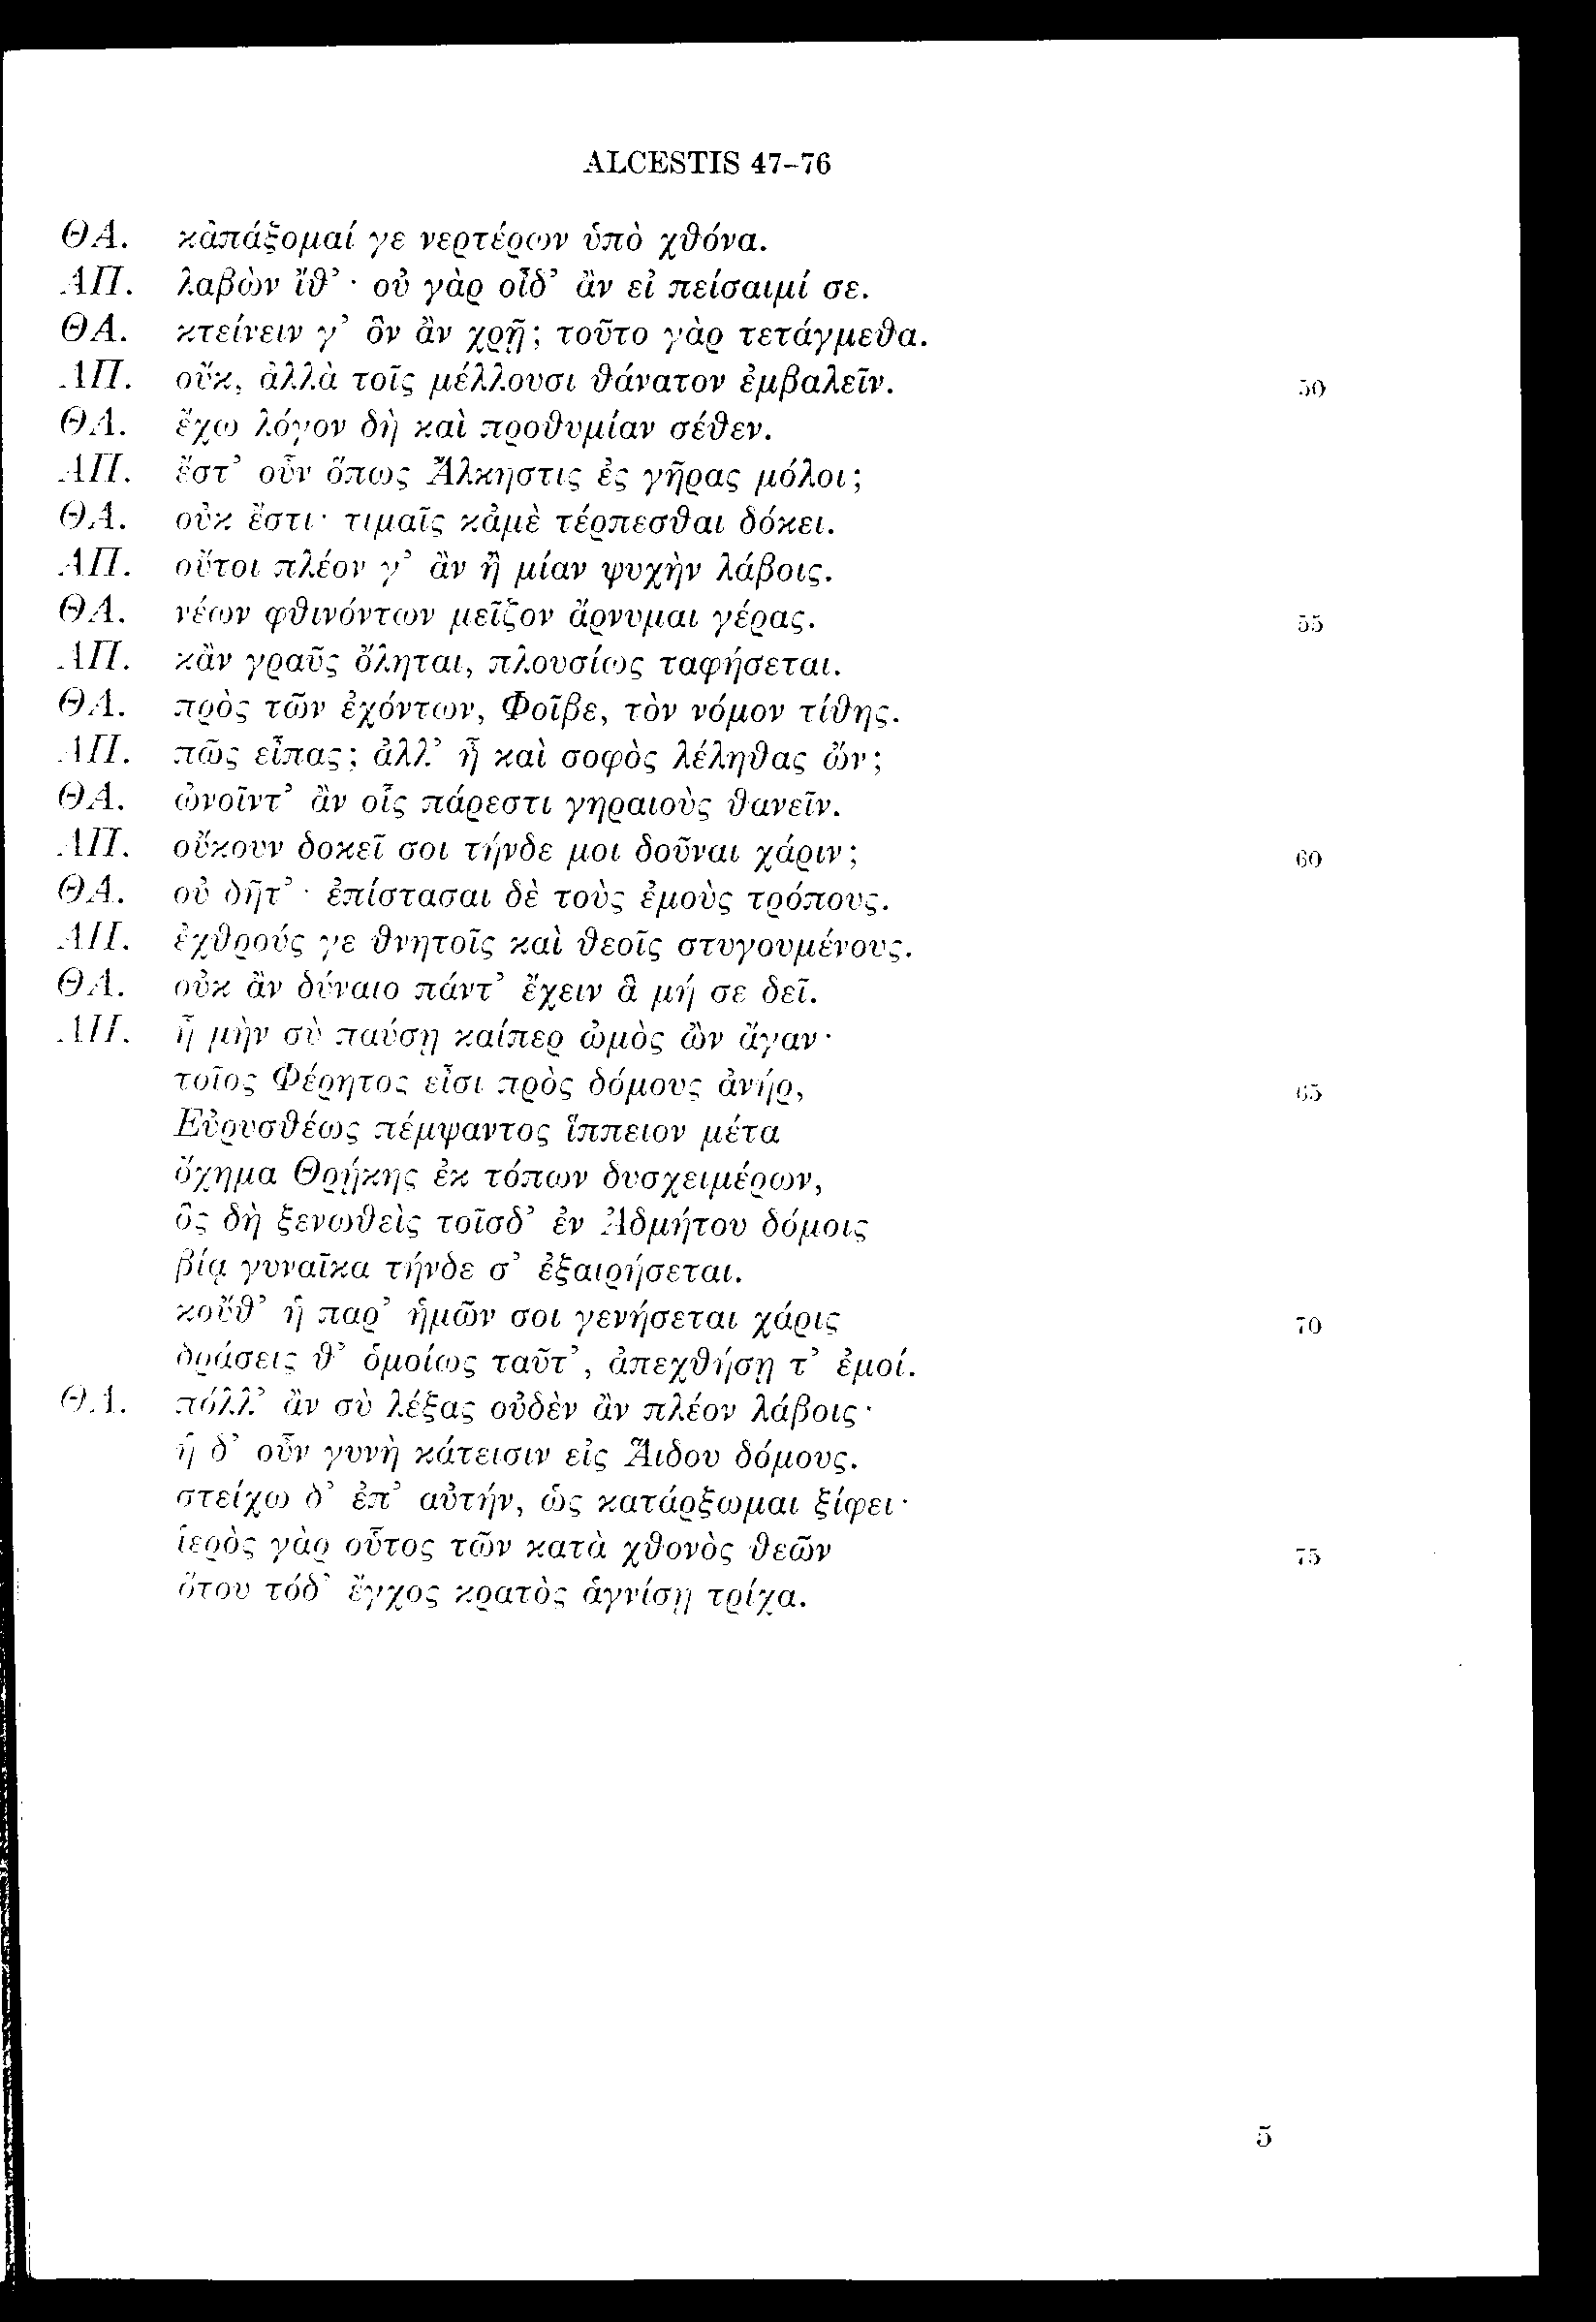 ALCESTIS 47-76
ΘΑ. κἀπάξομαί γε νερτέρων ὑπὸ χθόνα.
ΑΠ. λαβὼν ἴθ’· οὐ γὰρ οἶδ’ ἂν εἰ πείσαιμί σε.
ΘΑ. κτείνειν γ’ ὃν ἂν χρῇ; τοῦτο γὰρ τετάγμεθα.
ΑΠ. οὔκ, ἀλλὰ τοῖς μέλλουσι θάνατον ἐμβαλεῖν. 50
ΘΑ. ἔχω λόγον δὴ καὶ προθυμίαν σέθεν.
ΑΠ. ἔστ’ οὖν ὅπως Ἄλκηστις ἐς γῆρας μόλοι;
ΘΑ. οὐκ ἔστι· τιμαῖς κἀμὲ τέρπεσθαι δόκει.
ΑΠ. οὔτοι πλέον γ’ ἂν ἢ μίαν ψυχὴν λάβοις.
ΘΑ. νέων φθινόντων μεῖζον ἄρνυμαι γέρας. 55
ΑΠ. κἂν γραῦς ὄληται, πλουσίως ταφήσεται.
ΘΑ. πρὸς τῶν ἐχόντων, Φοῖβε, τὸν νόμον τίθης.
ΑΠ. πῶς εἶπας; ἀλλ’ ἦ καὶ σοφὸς λέληθας ὤν;
ΘΑ. ὠνοῖντ’ ἂν οἷς πάρεστι γηραιοὺς θανεῖν.
ΑΠ. οὔκουν δοκεῖ σοι τήνδε μοι δοῦναι χάριν; 60
ΘΑ. οὐ δῆτ’· ἐπίστασαι δὲ τοὺς ἐμοὺς τρόπους.
ΑΠ. ἐχθρούς γε θνητοῖς καὶ θεοῖς στυγουμένους.
ΘΑ. οὐκ ἂν δύναιο πάντ’ ἔχειν ἃ μή σε δεῖ.
ΑΠ. ἦ μὴν σὺ παύσῃ καίπερ ὠμὸς ὢν ἄγαν·
τοῖος Φέρητος εἶσι πρὸς δόμους ἀνήρ, 65
Εὐρυσθέως πέμψαντος ἵππειον μέτα
ὄχημα Θρῄκης ἐκ τόπων δυσχειμέρων,
ὃς δὴ ξενωθεὶς τοῖσδ’ ἐν Ἀδμήτου δόμοις
βίᾳ γυναῖκα τήνδε σ’ ἐξαιρήσεται.
κοὔθ’ ἡ παρ’ ἡμῶν σοι γενήσεται χάρις 70
δράσεις θ’ ὁμοίως ταῦτ’, ἀπεχθήσῃ τ’ ἐμοί.
ΘΑ. πόλλ’ ἂν σὺ λέξας οὐδὲν ἂν πλέον λάβοις·
ἡ δ’ οὖν γυνὴ κάτεισιν εἰς Ἅιδου δόμους.
στείχω δ’ ἐπ’ αὐτήν, ὡς κατάρξωμαι ξίφει·
ἱερὸς γὰρ οὗτος τῶν κατὰ χθονὸς θεῶν 75
ὅτου τόδ’ ἔγχος κρατὸς ἁγνίσῃ τρίχα.
5